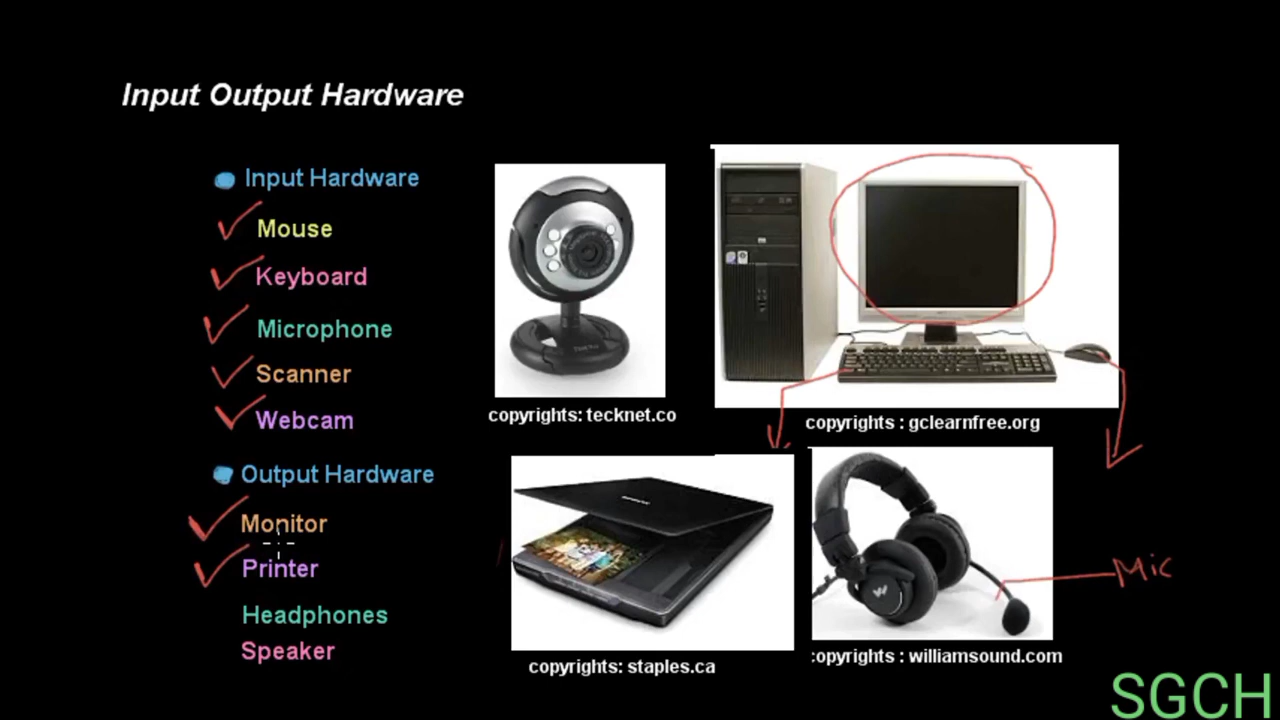 Input Output Hardware
Input Hardware
Mouse
Keyboard
Microphone
Scanner
Webcam
copyrights: tecknet.co
copyrights : gclearnfree.org
Output Hardware
Monitor
Printer
Headphones
Speaker
Mic
copyrights: staples.ca
copyrights : williamsound.com
SGCH